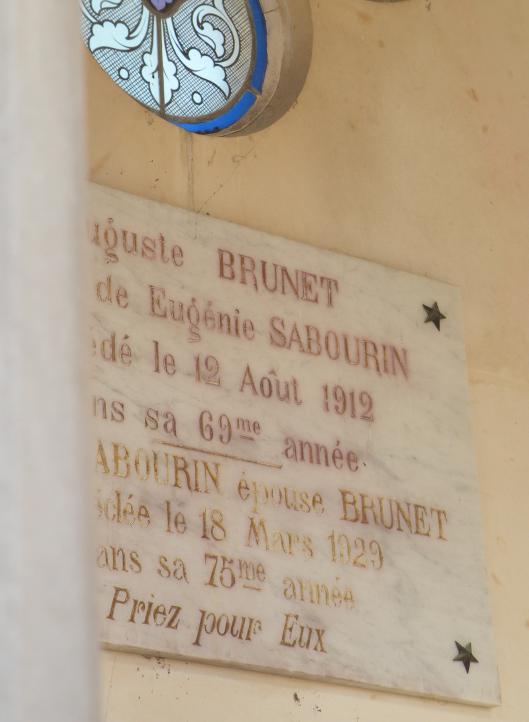 uguste BRUNET
de Eugénie SABOURIN
édé le 12 Août 1912
ns sa 69me année.
ABOURIN épouse BRUNET
édée le 18 Mars 1929
ans sa 75me année
Priez pour Eux